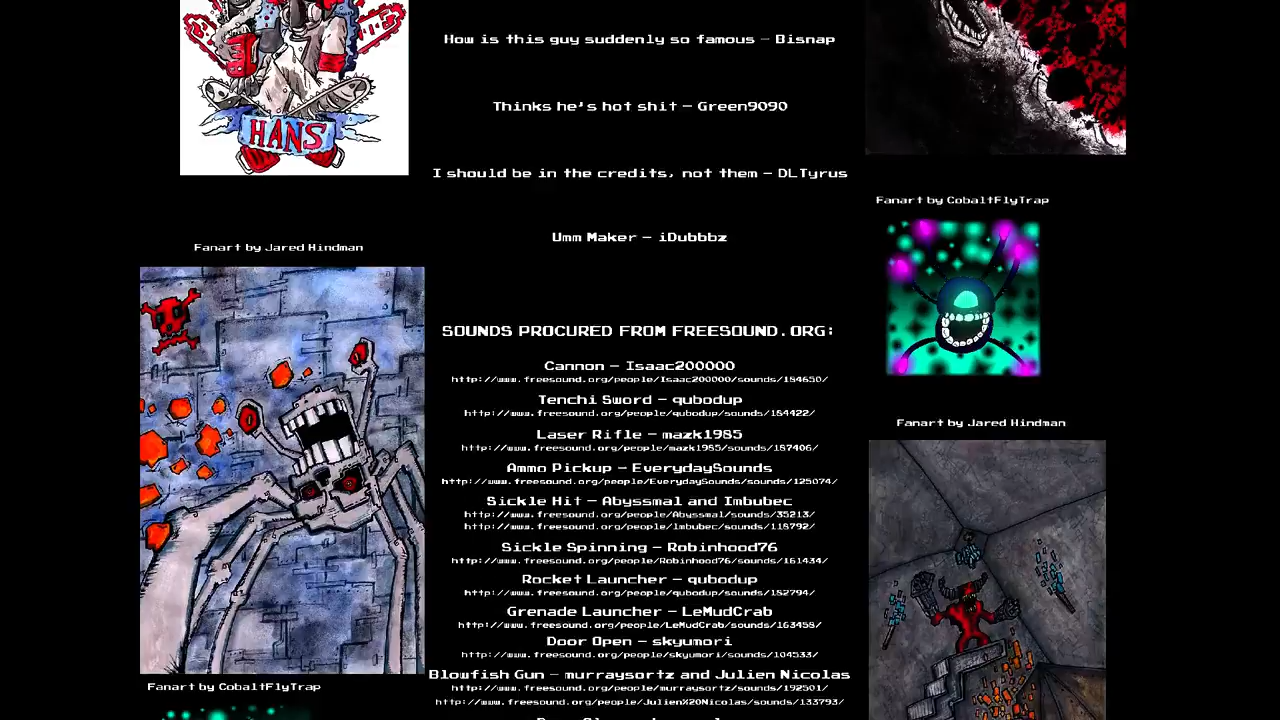 HANS
How is this guy suddenly so famous - Bisnap
Thinks he's hot shit - Green9090
I should be in the credits, not them - DLTyrus
Umm Maker - iDubbbz
Fanart by Jared Hindman
SOUNDS PROCURED FROM FREESOUND.ORG:
Cannon - Isaac200000
http://www.freesound.org/people/Isaac200000/sounds/184650/
Tenchi Sword - qubodup
http://www.freesound.org/people/qubodup/sounds/184422/
Laser Rifle - mazk1985
http://www.freesound.org/people/mazk1985/sounds/187406/
Ammo Pickup - EverydaySounds
http://www.freesound.org/people/EverydaySounds/sounds/125074/
Sickle Hit - Abyssmal and Imbubec
http://www.freesound.org/people/Abyssmal/sounds/35213/
http://www.freesound.org/people/Imbubec/sounds/118792/
Sickle Spinning - Robinhood76
http://www.freesound.org/people/Robinhood76/sounds/161434/
Rocket Launcher - qubodup
http://www.freesound.org/people/qubodup/sounds/182794/
Grenade Launcher - LeMudCrab
http://www.freesound.org/people/LeMudCrab/sounds/163458/
Door Open - skyumori
http://www.freesound.org/people/skyumori/sounds/104533/
Blowfish Gun - murraysortz and Julien Nicolas
http://www.freesound.org/people/murraysortz/sounds/192501/
http://www.freesound.org/people/Julien%20Nicolas/sounds/133793/
Fanart by CobaltFlyTrap
Fanart by CobaltFlyTrap
Fanart by Jared Hindman